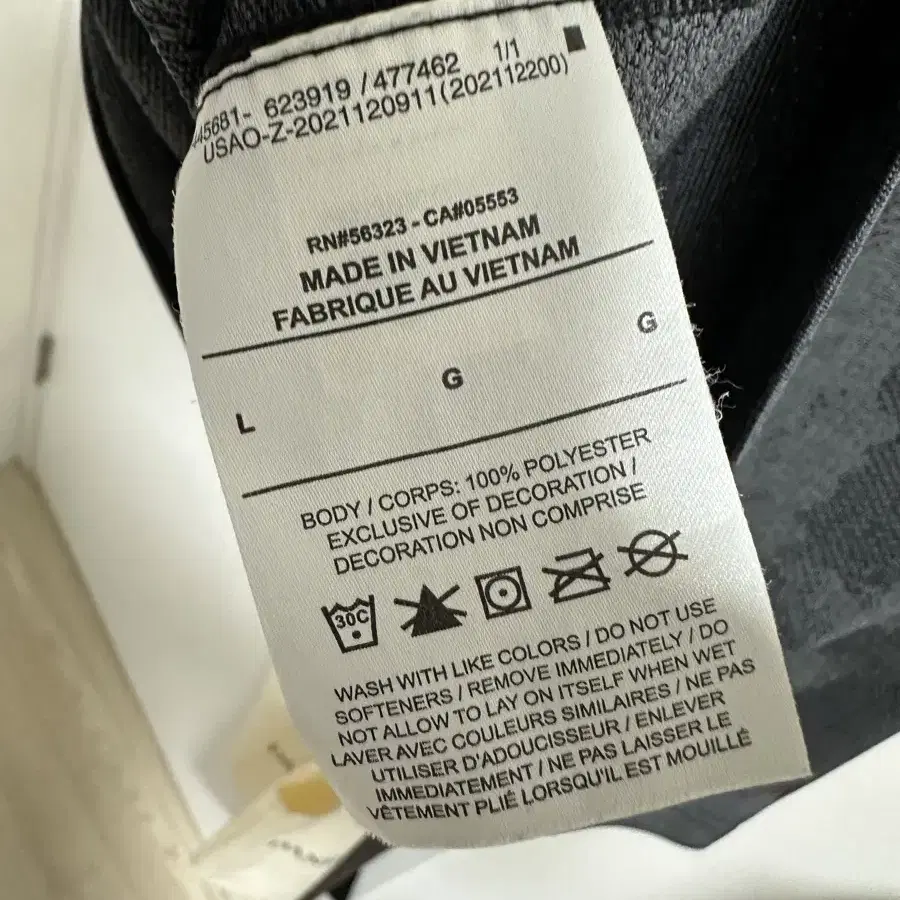 45681- 623919 / 477462 1/1
USAO-Z-2021120911(202112200)
RN#56323 - CA#05553
MADE IN VIETNAM
FABRIQUE AU VIETNAM
L G G
BODY / CORPS: 100% POLYESTER
EXCLUSIVE OF DECORATION /
DECORATION NON COMPRISE
30C
WASH WITH LIKE COLORS / DO NOT USE
SOFTENERS / REMOVE IMMEDIATELY / DO
NOT ALLOW TO LAY ON ITSELF WHEN WET
LAVER AVEC COULEURS SIMILAIRES / NE PAS
UTILISER D'ADOUCISSEUR / ENLEVER
IMMEDIATEMENT / NE PAS LAISSER LE
VÊTEMENT PLIÉ LORSQU'IL EST MOUILLÉ